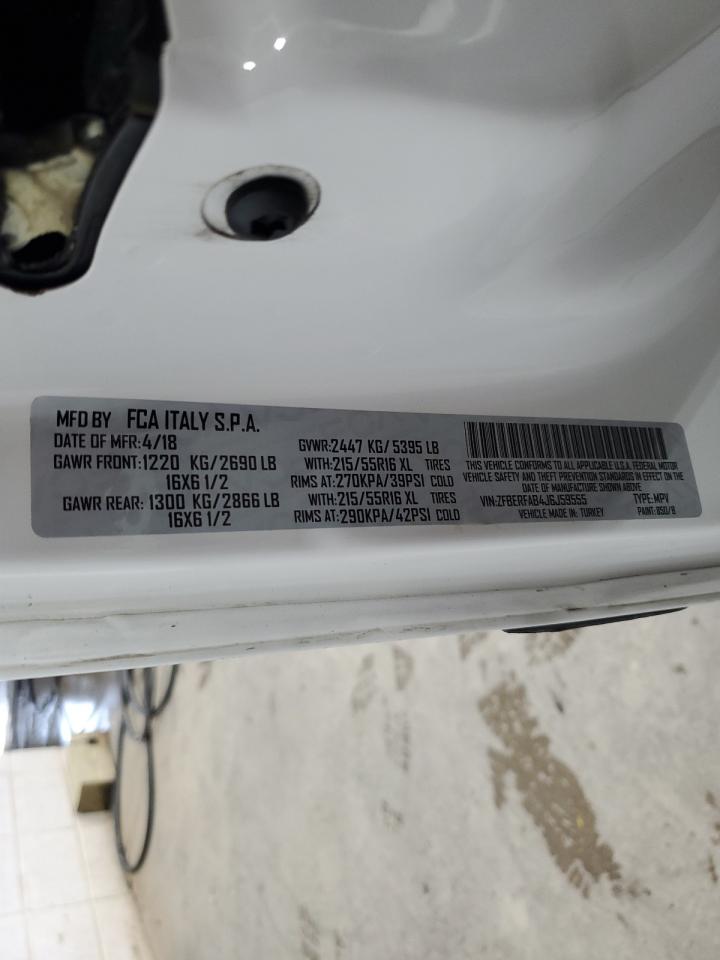 MFD BY FCA ITALY S.P.A.
DATE OF MFR: 4/18
GAWR FRONT: 1220 KG/2690 LB
16X6 1/2
GAWR REAR: 1300 KG/2866 LB
16X6 1/2
GVWR: 2447 KG/ 5395 LB
WITH: 215/55R16 XL TIRES
RIMS AT: 270KPA/39PSI COLD
WITH: 215/55R16 XL TIRES
RIMS AT: 290KPA/42PSI COLD
THIS VEHICLE CONFORMS TO ALL APPLICABLE U.S.A. FEDERAL MOTOR
VEHICLE SAFETY AND THEFT PREVENTION STANDARDS IN EFFECT ON THE
DATE OF MANUFACTURE SHOWN ABOVE.
VIN: ZFBERFAB4J6J59555 TYPE: MPV
VEHICLE MADE IN: TURKEY PAINT: 850/B